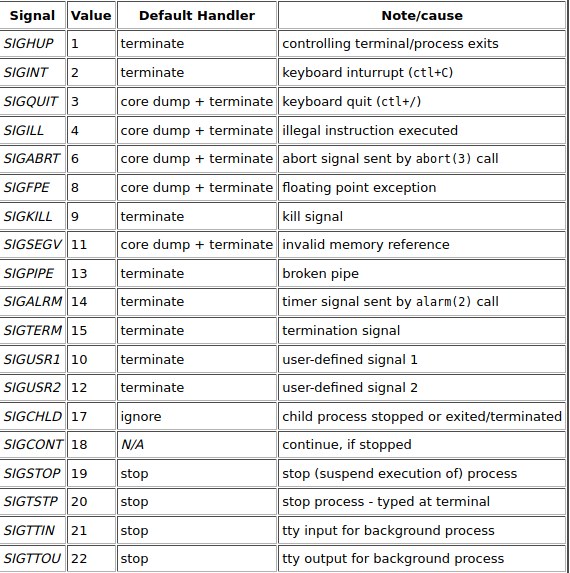 Signal Value Default Handler Note/cause
SIGHUP 1 terminate controlling terminal/process exits
SIGINT 2 terminate keyboard inturrupt (ctl+C)
SIGQUIT 3 core dump + terminate keyboard quit (ctl+/)
SIGILL 4 core dump + terminate illegal instruction executed
SIGABRT 6 core dump + terminate abort signal sent by abort(3) call
SIGFPE 8 core dump + terminate floating point exception
SIGKILL 9 terminate kill signal
SIGSEGV 11 core dump + terminate invalid memory reference
SIGPIPE 13 terminate broken pipe
SIGALRM 14 terminate timer signal sent by alarm(2) call
SIGTERM 15 terminate termination signal
SIGUSR1 10 terminate user-defined signal 1
SIGUSR2 12 terminate user-defined signal 2
SIGCHLD 17 ignore child process stopped or exited/terminated
SIGCONT 18 N/A continue, if stopped
SIGSTOP 19 stop stop (suspend execution of) process
SIGTSTP 20 stop stop process - typed at terminal
SIGTTIN 21 stop tty input for background process
SIGTTOU 22 stop tty output for background process